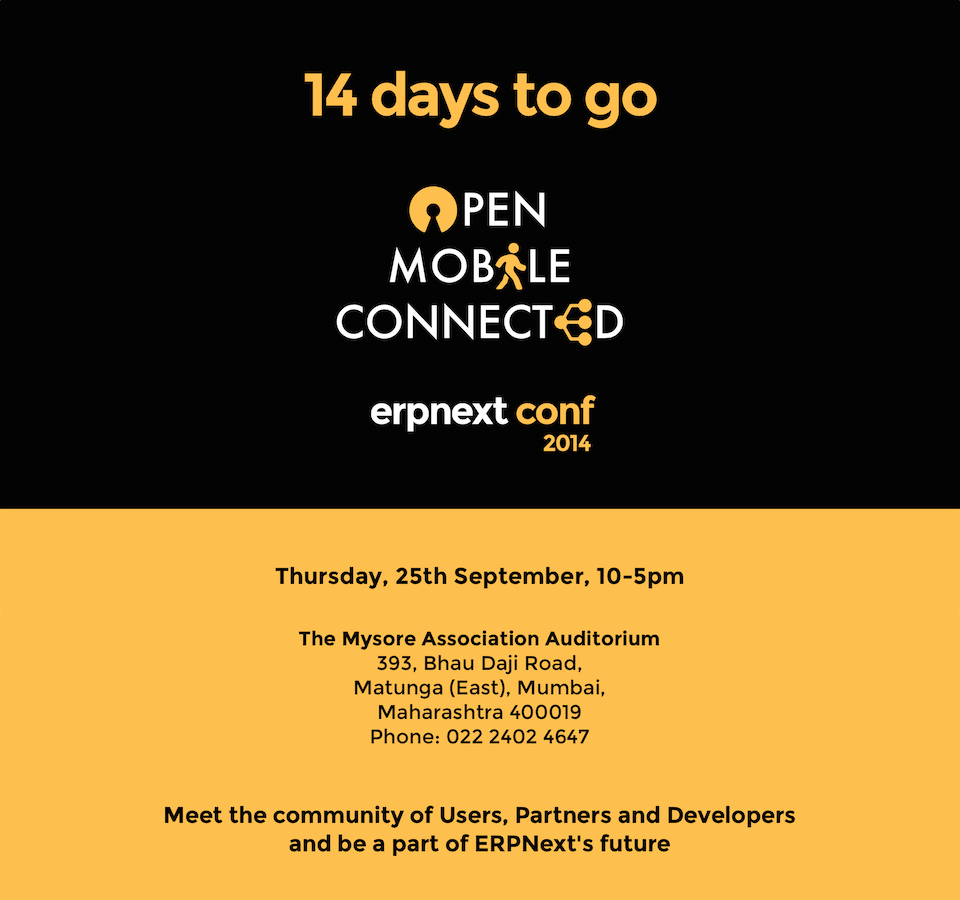 14 days to go
OPEN
MOBILE
CONNECTED
erpnext conf
2014
Thursday, 25th September, 10-5pm
The Mysore Association Auditorium
393, Bhau Daji Road,
Matunga (East), Mumbai,
Maharashtra 400019
Phone: 022 2402 4647
Meet the community of Users, Partners and Developers
and be a part of ERPNext's future